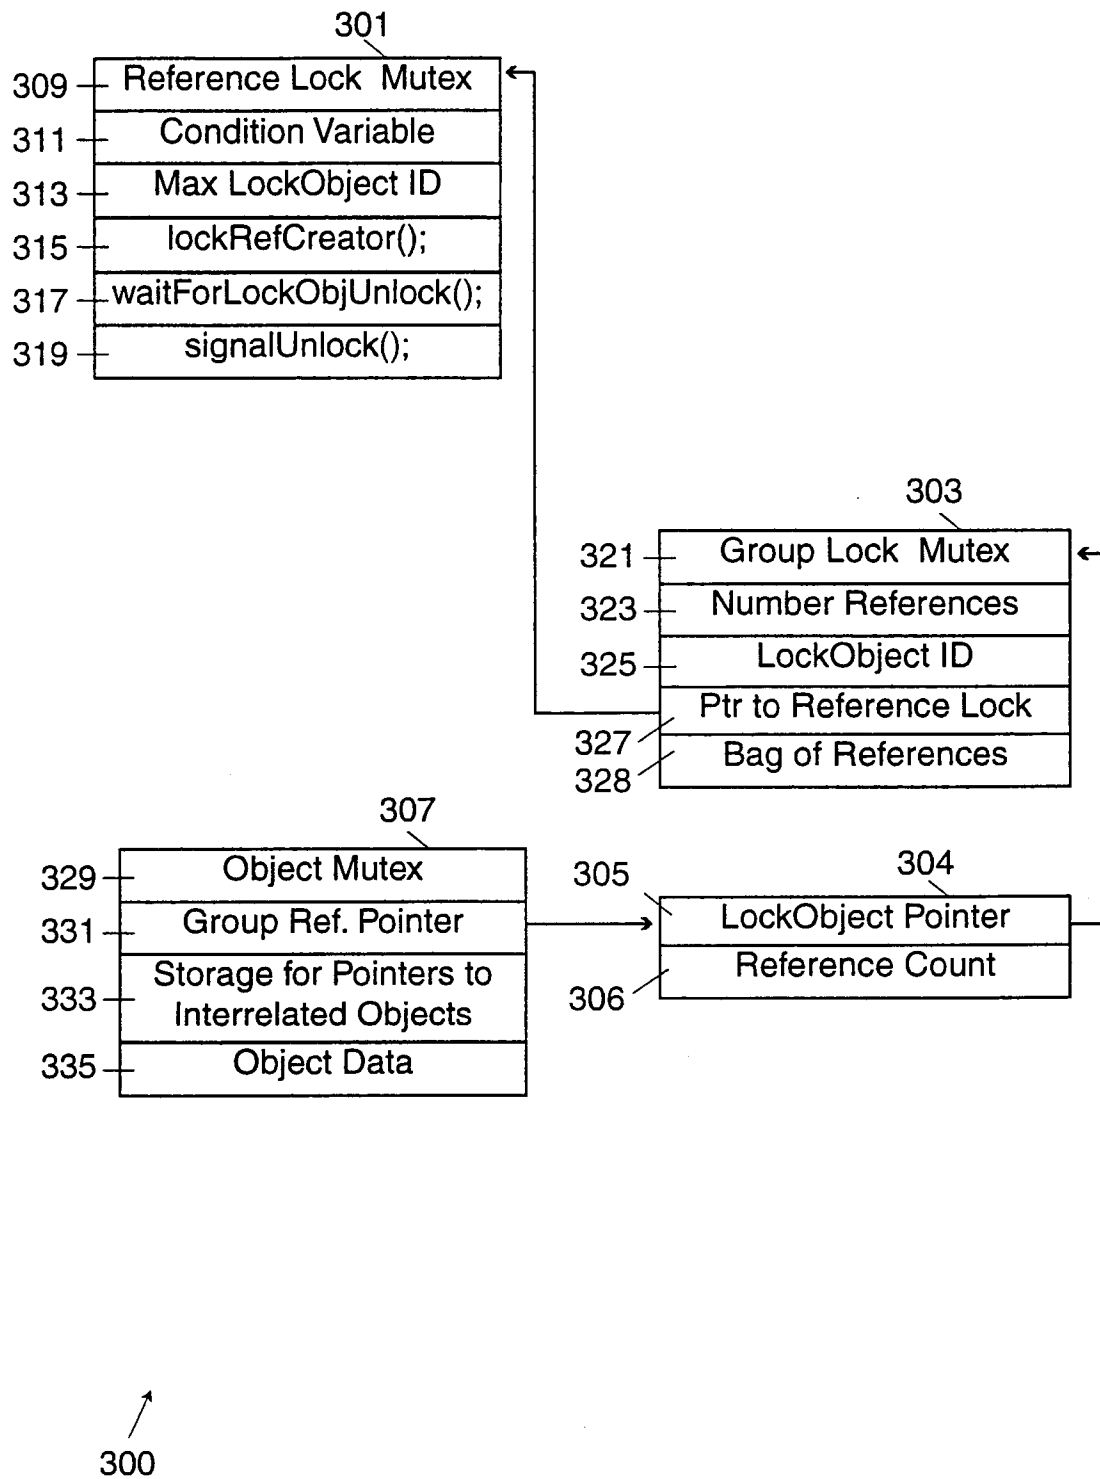 301
309 Reference Lock Mutex
311 Condition Variable
313 Max LockObject ID
315 lockRefCreator();
317 waitForLockObjUnlock();
319 signalUnlock();
303
321 Group Lock Mutex
323 Number References
325 LockObject ID
327 Ptr to Reference Lock
328 Bag of References
307
329 Object Mutex
331 Group Ref. Pointer
333 Storage for Pointers to
Interrelated Objects
335 Object Data
304
305 LockObject Pointer
306 Reference Count
300